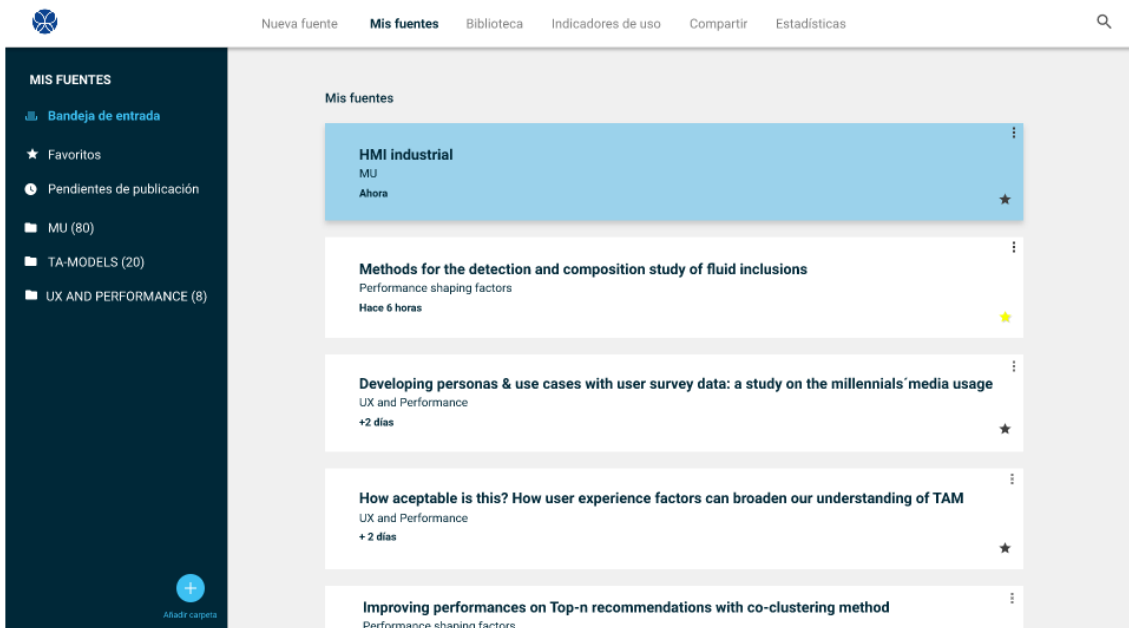 Nueva fuente Mis fuentes Biblioteca Indicadores de uso Compartir Estadísticas
MIS FUENTES
Bandeja de entrada
Favoritos
Pendientes de publicación
MU (80)
TA-MODELS (20)
UX AND PERFORMANCE (8)
Añadir carpeta
Mis fuentes
HMI industrial
MU
Ahora
Methods for the detection and composition study of fluid inclusions
Performance shaping factors
Hace 6 horas
Developing personas & use cases with user survey data: a study on the millennials´media usage
UX and Performance
+2 días
How aceptable is this? How user experience factors can broaden our understanding of TAM
UX and Performance
+ 2 días
Improving performances on Top-n recommendations with co-clustering method
Performance shaping factors